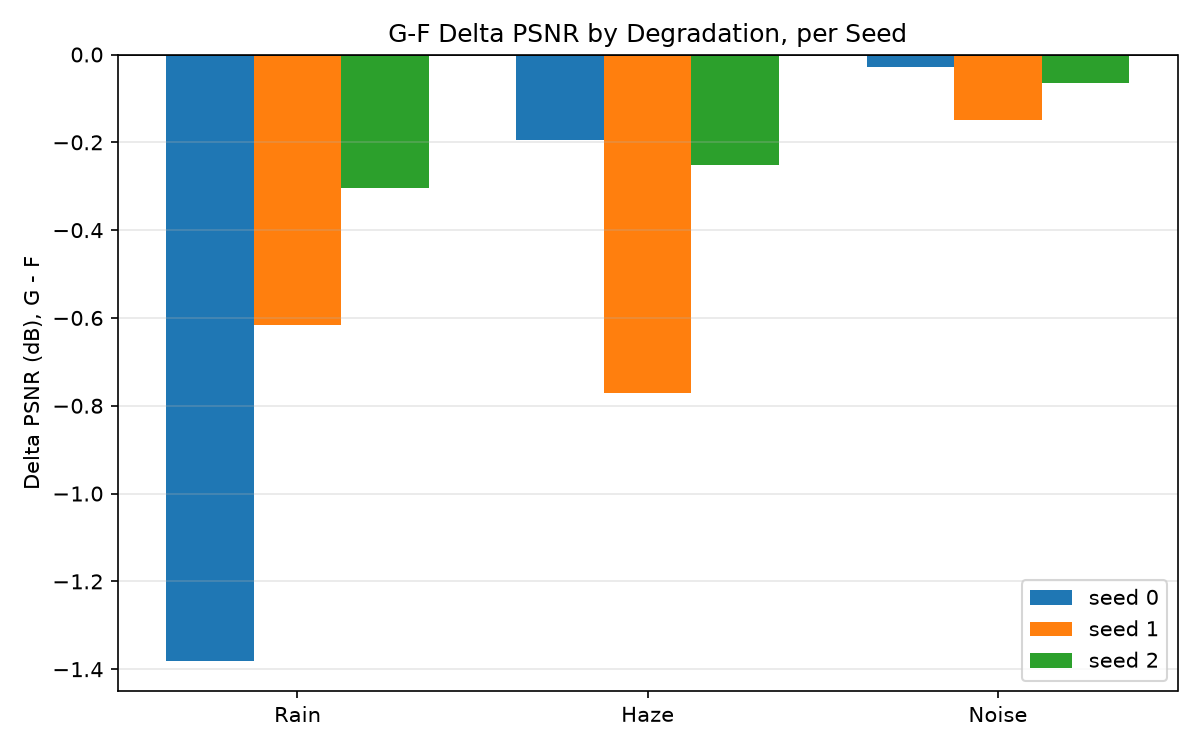 G-F Delta PSNR by Degradation, per Seed
Delta PSNR (dB), G - F
0.0
−0.2
−0.4
−0.6
−0.8
−1.0
−1.2
−1.4
Rain
Haze
Noise
seed 0
seed 1
seed 2